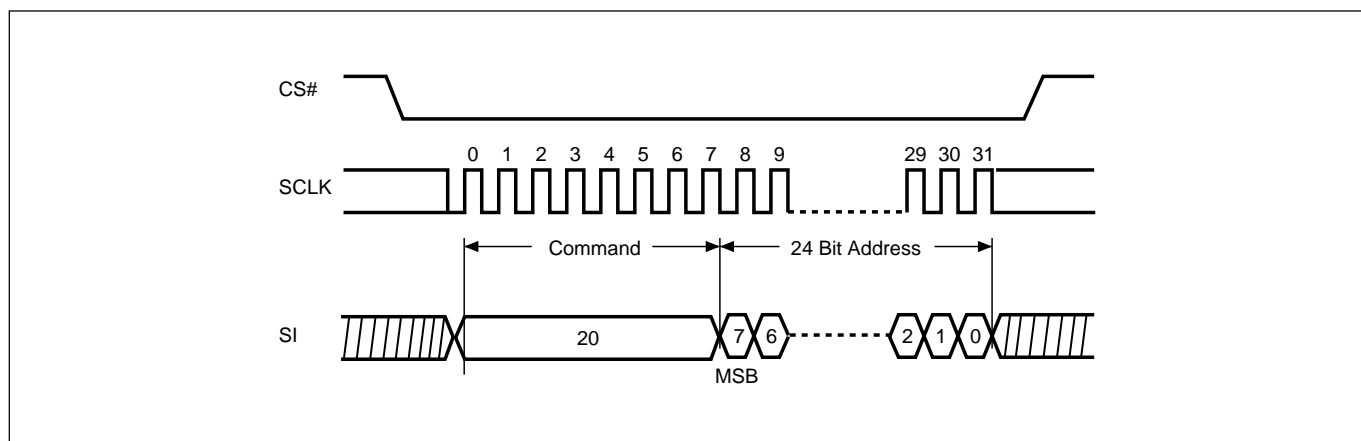 CS#
0 1 2 3 4 5 6 7 8 9 29 30 31
SCLK
Command 24 Bit Address
SI 20 7 6 2 1 0
MSB